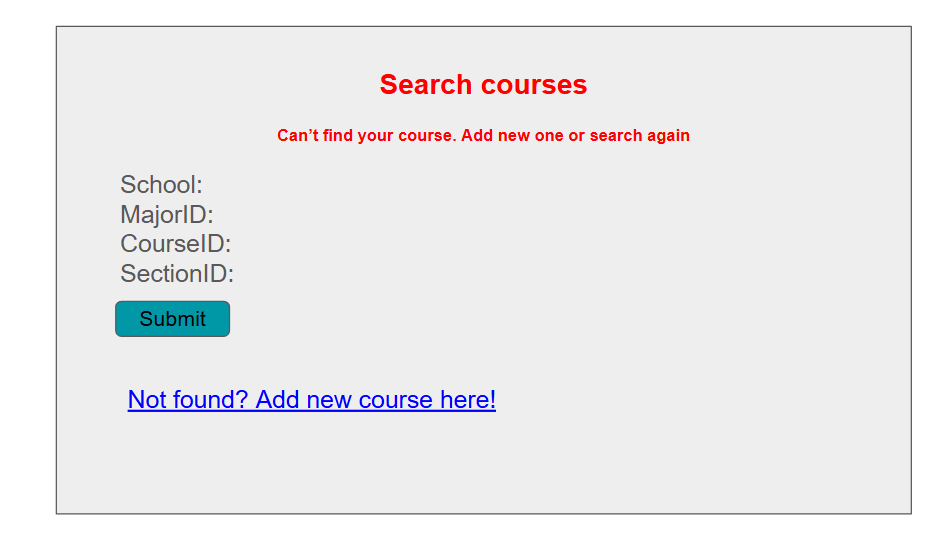 Search courses
Can’t find your course. Add new one or search again
School:
MajorID:
CourseID:
SectionID:
Submit
Not found? Add new course here!